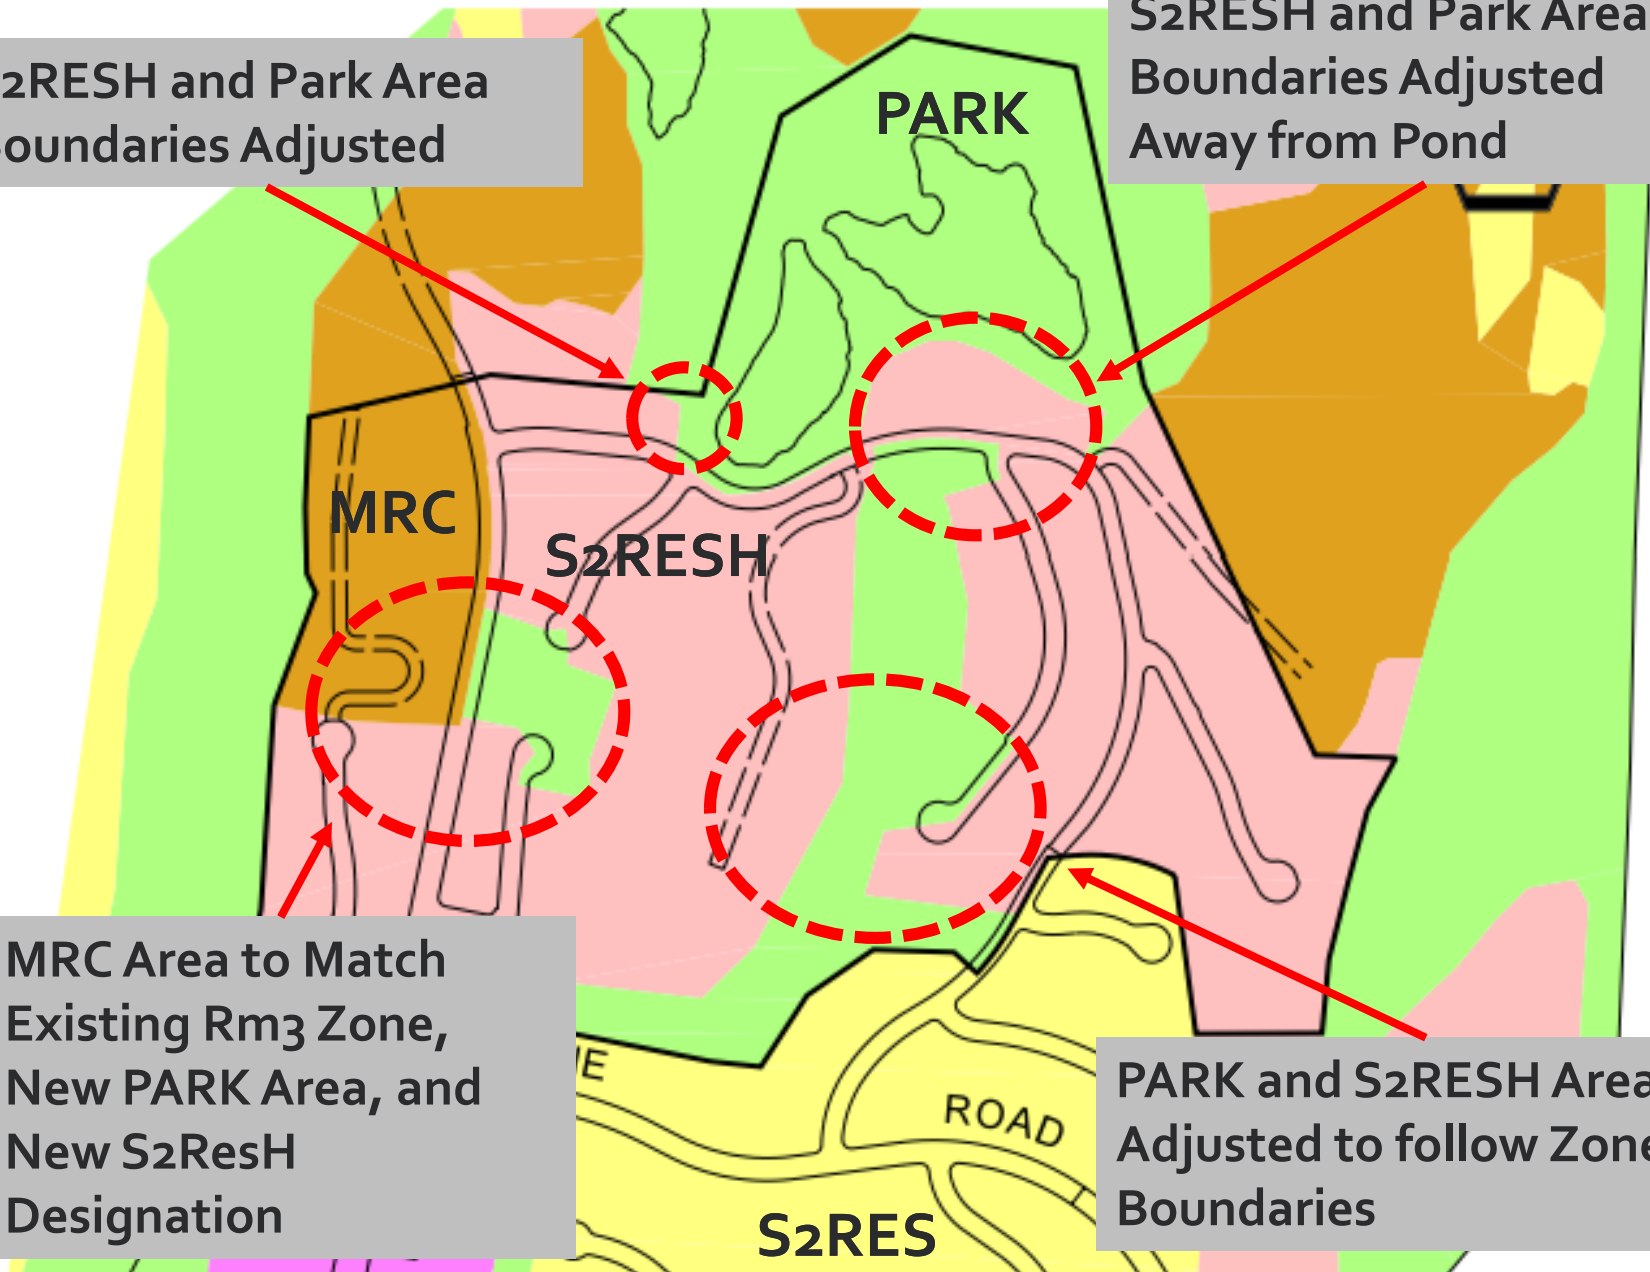 2RESH and Park Area
oundaries Adjusted
S2RESH and Park Area
Boundaries Adjusted
Away from Pond
PARK
MRC
S2RESH
MRC Area to Match
Existing Rm3 Zone,
New PARK Area, and
New S2ResH
Designation
NE
ROAD
PARK and S2RESH Area
Adjusted to follow Zone
Boundaries
S2RES